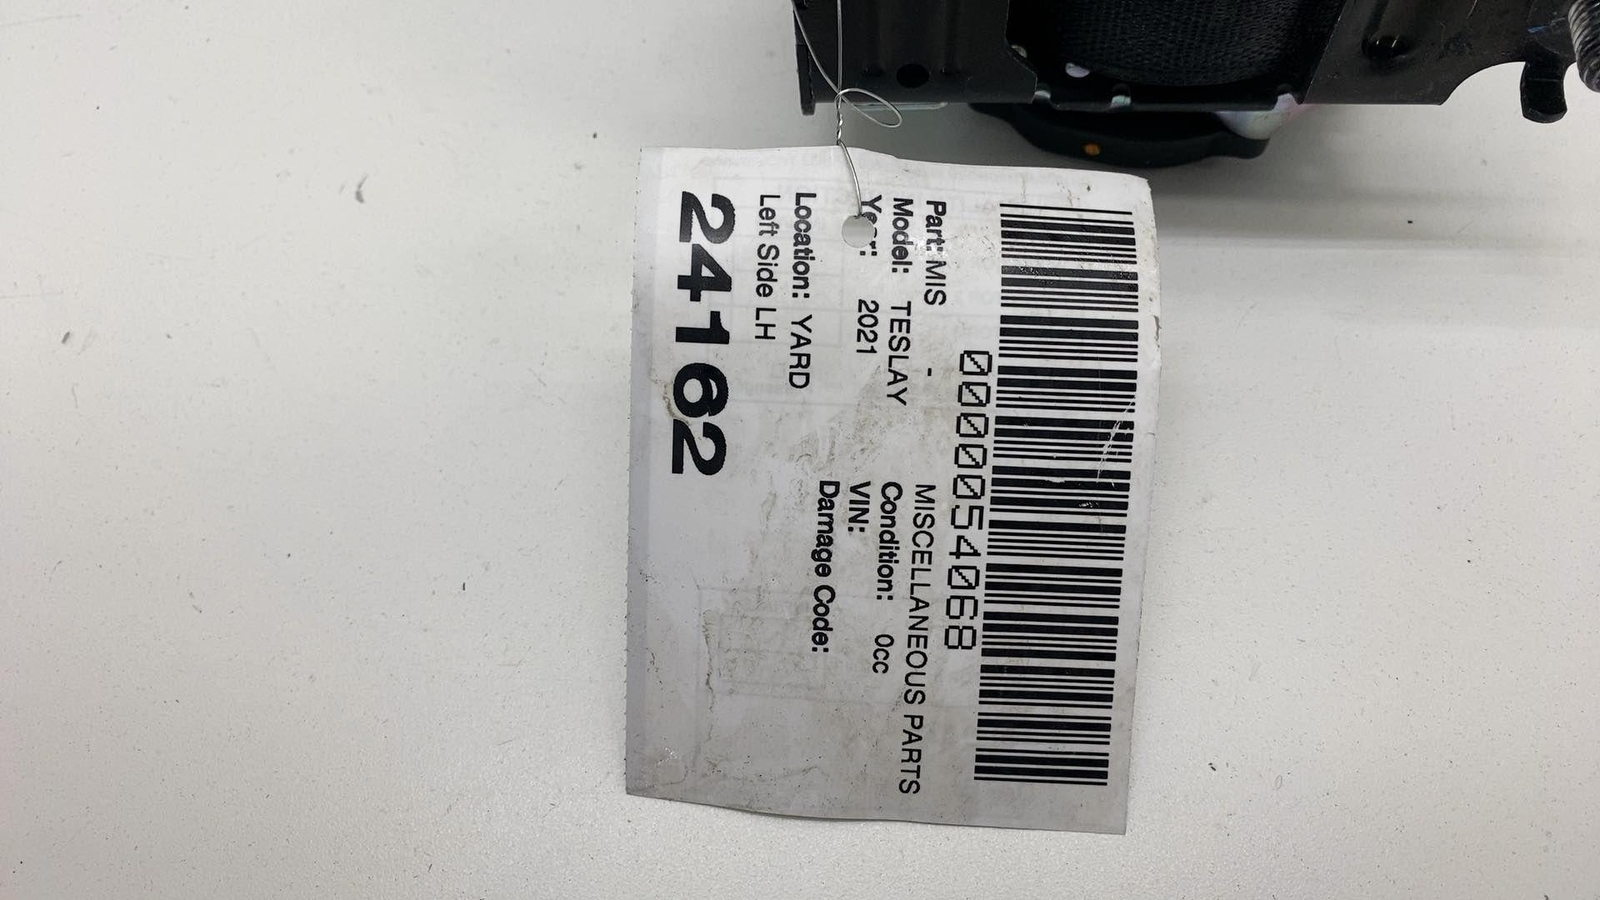 0000054068
Part: MIS - MISCELLANEOUS PARTS
Model: TESLAY Condition: 0cc
Year: 2021 VIN:
Damage Code:
Location: YARD
Left Side LH
24162